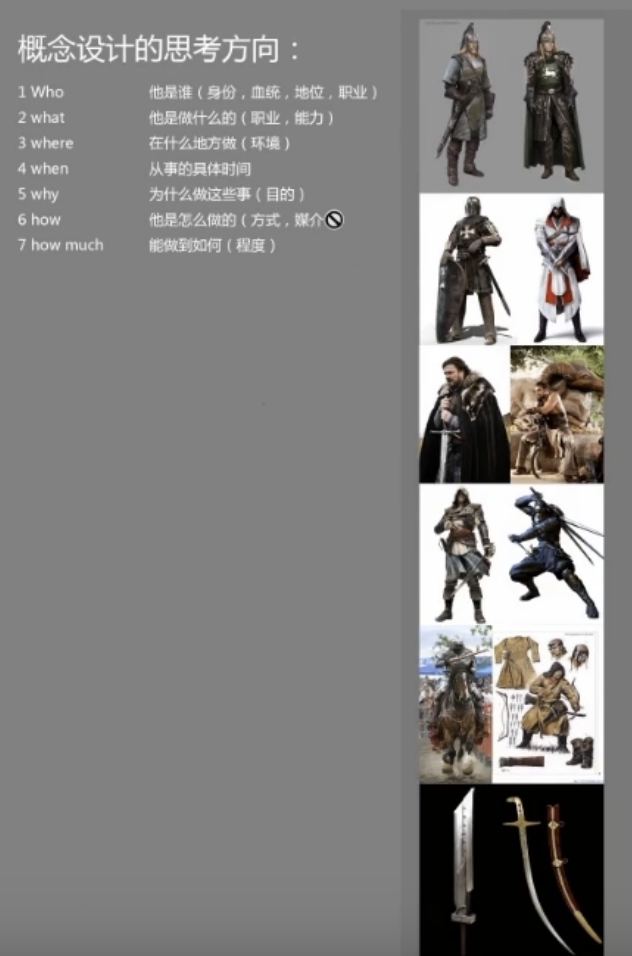 概念设计的思考方向：
1 Who 他是谁（身份，血统，地位，职业）
2 what 他是做什么的（职业，能力）
3 where 在什么地方做（环境）
4 when 从事的具体时间
5 why 为什么做这些事（目的）
6 how 他是怎么做的（方式，媒介
7 how much 能做到如何（程度）